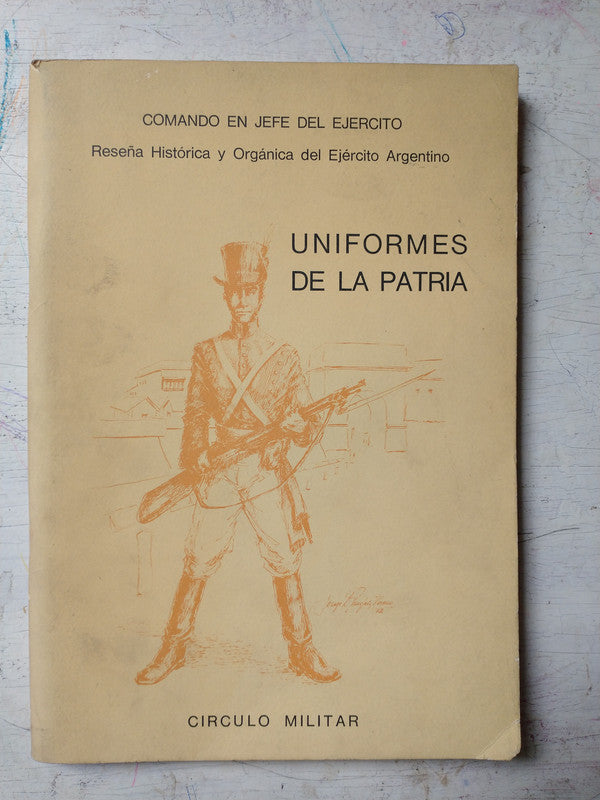 COMANDO EN JEFE DEL EJERCITO
Reseña Histórica y Orgánica del Ejército Argentino
UNIFORMES
DE LA PATRIA
CIRCULO MILITAR